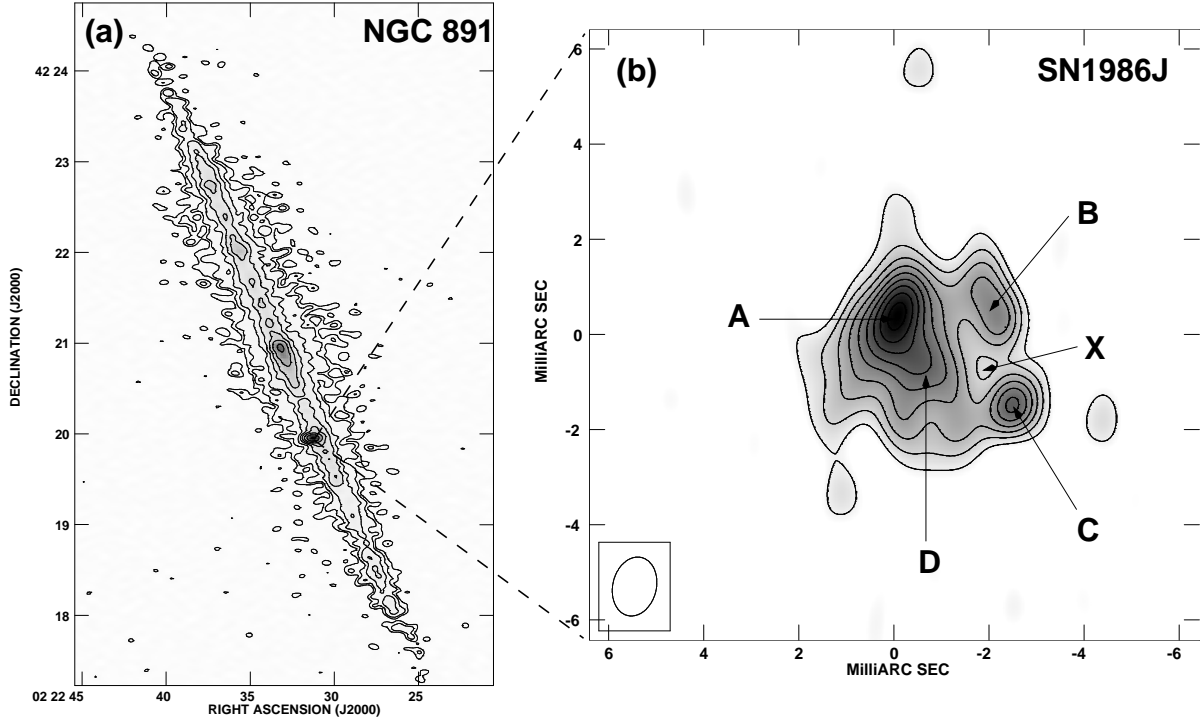 (a)
NGC 891
42 24
23
22
21
20
19
18
DECLINATION (J2000)
02 22 45
40
35
30
25
RIGHT ASCENSION (J2000)
(b)
SN1986J
6
4
2
0
-2
-4
-6
MilliARC SEC
A
B
X
C
D
6
4
2
0
-2
-4
-6
MilliARC SEC